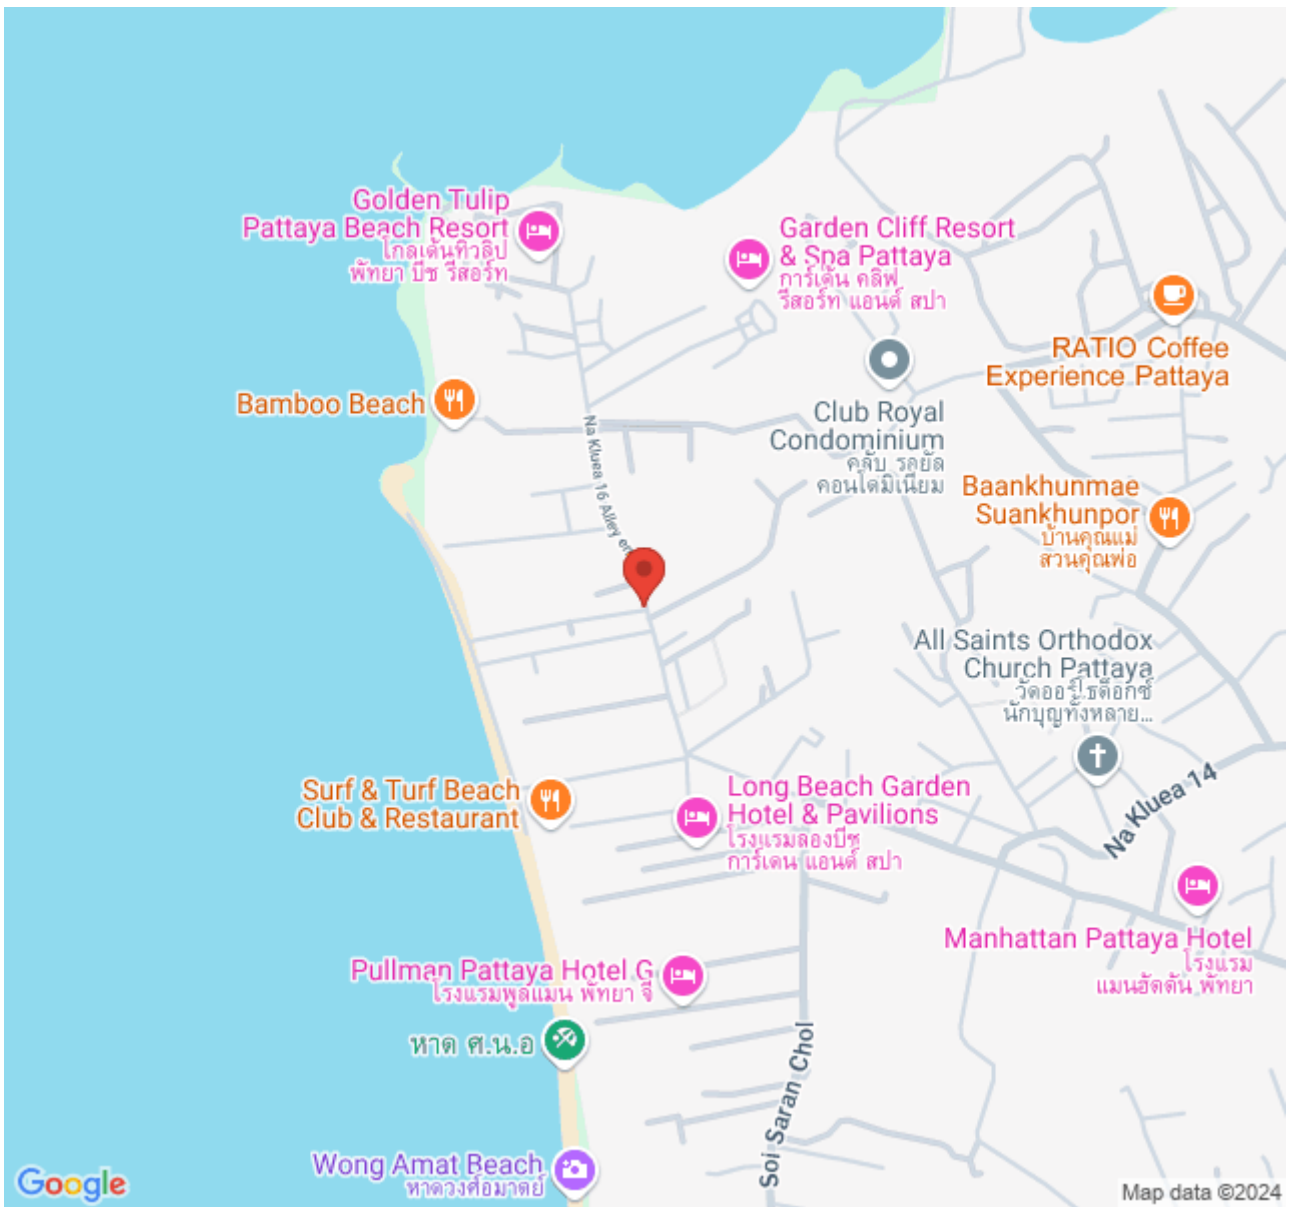 Golden Tulip
Pattaya Beach Resort
โกลเด้นทิวลิป
พัทยา บีช รีสอร์ท
Garden Cliff Resort
& Spa Pattaya
การ์เด้น คลิฟ
รีสอร์ท แอนด์ สปา
RATIO Coffee
Experience Pattaya
Bamboo Beach
Club Royal
Condominium
คลับ รอยัล
คอนโดมิเนียม
Na Kluea 16 Alley
Baankhunmae
Suankhunpor
บ้านคุณแม่
สวนคุณพ่อ
All Saints Orthodox
Church Pattaya
วัดออร์โธด็อกซ์
นักบุญทั้งหลาย...
Surf & Turf Beach
Club & Restaurant
Long Beach Garden
Hotel & Pavilions
โรงแรมลองบีช
การ์เดน แอนด์ สปา
Na Kluea 14
Manhattan Pattaya Hotel
โรงแรม
แมนฮัตตัน พัทยา
Pullman Pattaya Hotel G
โรงแรมพูลแมน พัทยา จี
หาด ศ.น.อ
Soi Saran Chol
Wong Amat Beach
หาดวงศ์อมาตย์
Google
Map data ©2024